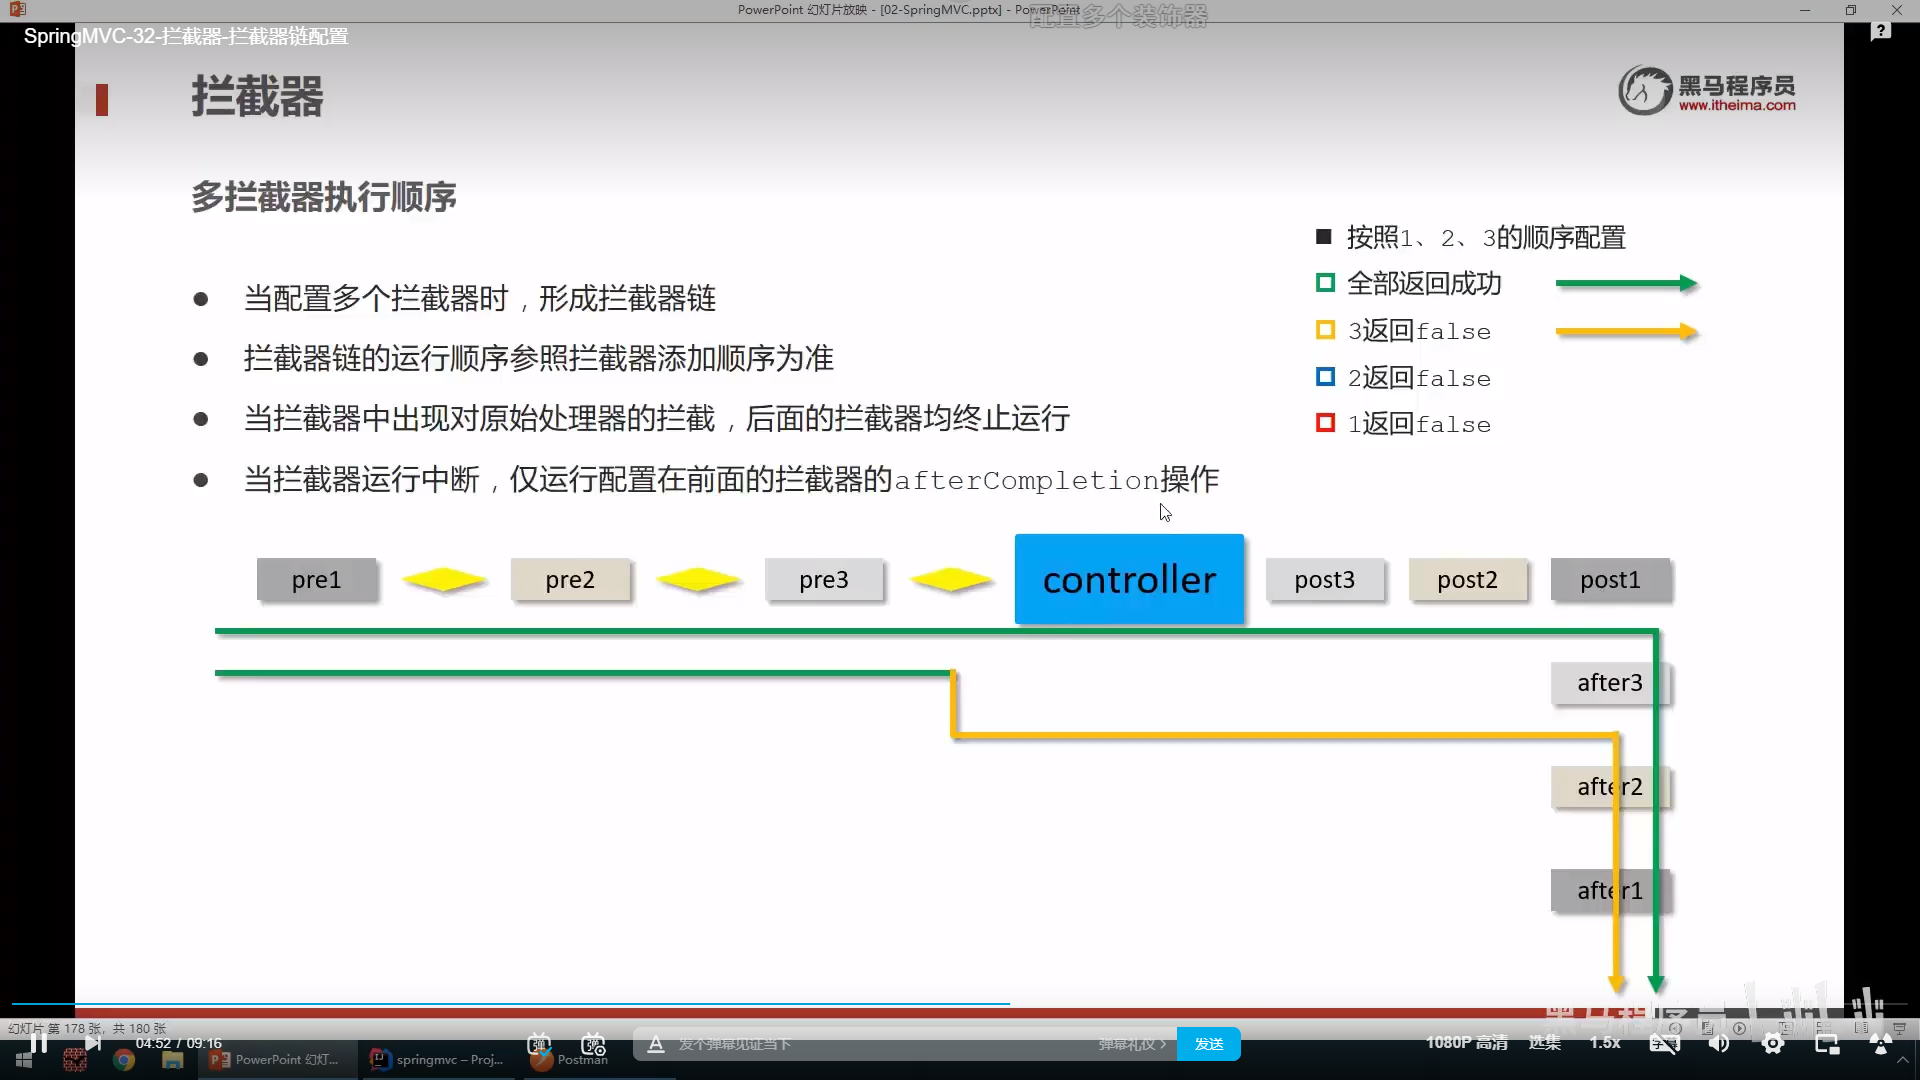 PowerPoint 幻灯片放映 - [02-SpringMVC.pptx] - PowerPoint
配置多个装饰器
SpringMVC-32-拦截器-拦截器链配置
拦截器
黑马程序员
www.itheima.com
多拦截器执行顺序
按照1、2、3的顺序配置
全部返回成功
3返回false
2返回false
1返回false
当配置多个拦截器时，形成拦截器链
拦截器链的运行顺序参照拦截器添加顺序为准
当拦截器中出现对原始处理器的拦截，后面的拦截器均终止运行
当拦截器运行中断，仅运行配置在前面的拦截器的afterCompletion操作
pre1
pre2
pre3
controller
post3
post2
post1
after3
after2
after1
幻灯片 第 178 张，共 180 张
04:52 / 09:16
发个弹幕见证当下
弹幕礼仪
发送
1080P 高清
选集
1.5x
PowerPoint 幻灯...
springmvc – Proj...
Postman